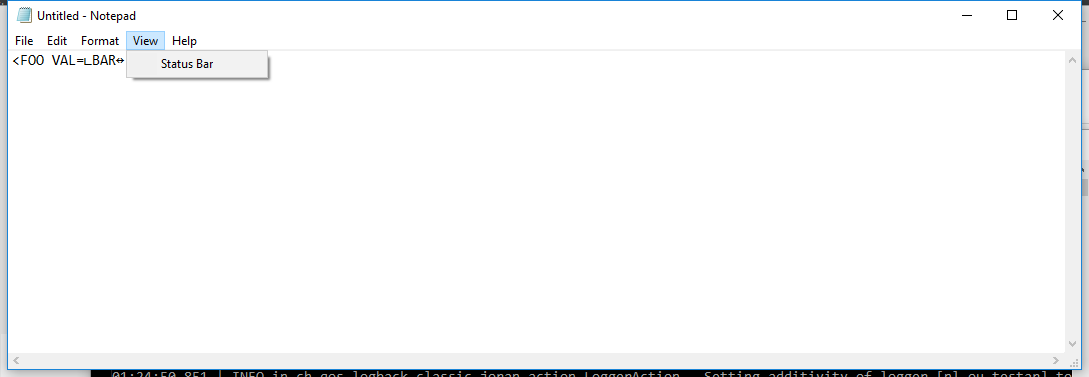 Untitled - Notepad
File Edit Format View Help
<FOO VAL=∟BAR↔
Status Bar
01:24:50,851 | INFO in ch.qos.logback.classic.joran.action.LoggerAction - Setting additivity of logger [nl.ou.testar] to